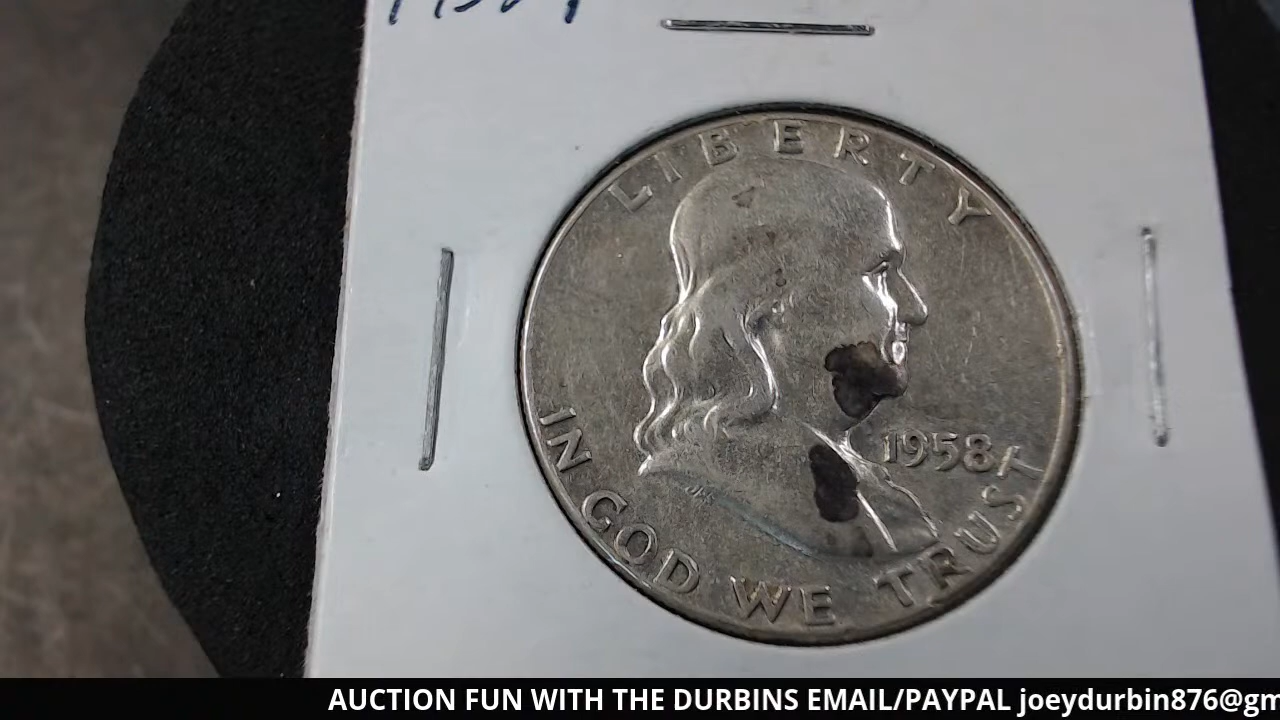 LIBERTY
1958
IN GOD WE TRUST
AUCTION FUN WITH THE DURBINS EMAIL/PAYPAL joeydurbin876@gm